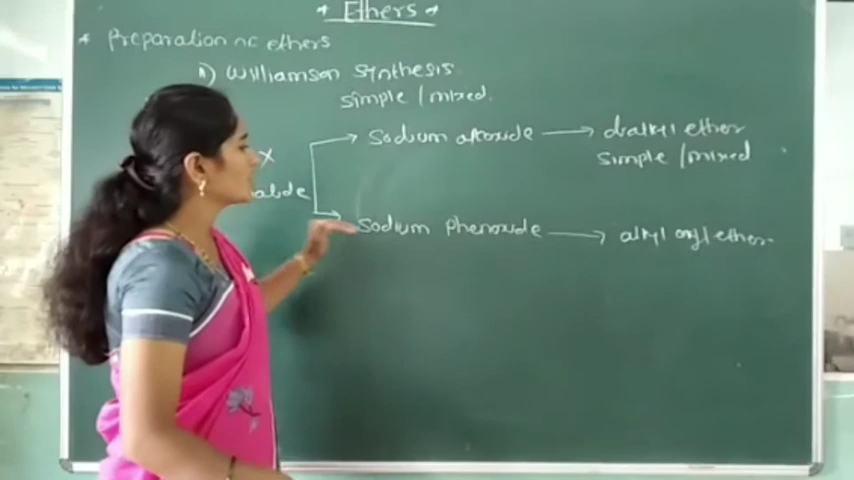 * Ethers *
* Preparation of ethers
1) Williamson synthesis
simple / mixed.
x
Sodium alkoxide → dialkyl ether
simple / mixed
alide
Sodium phenoxide → alkyl aryl ether